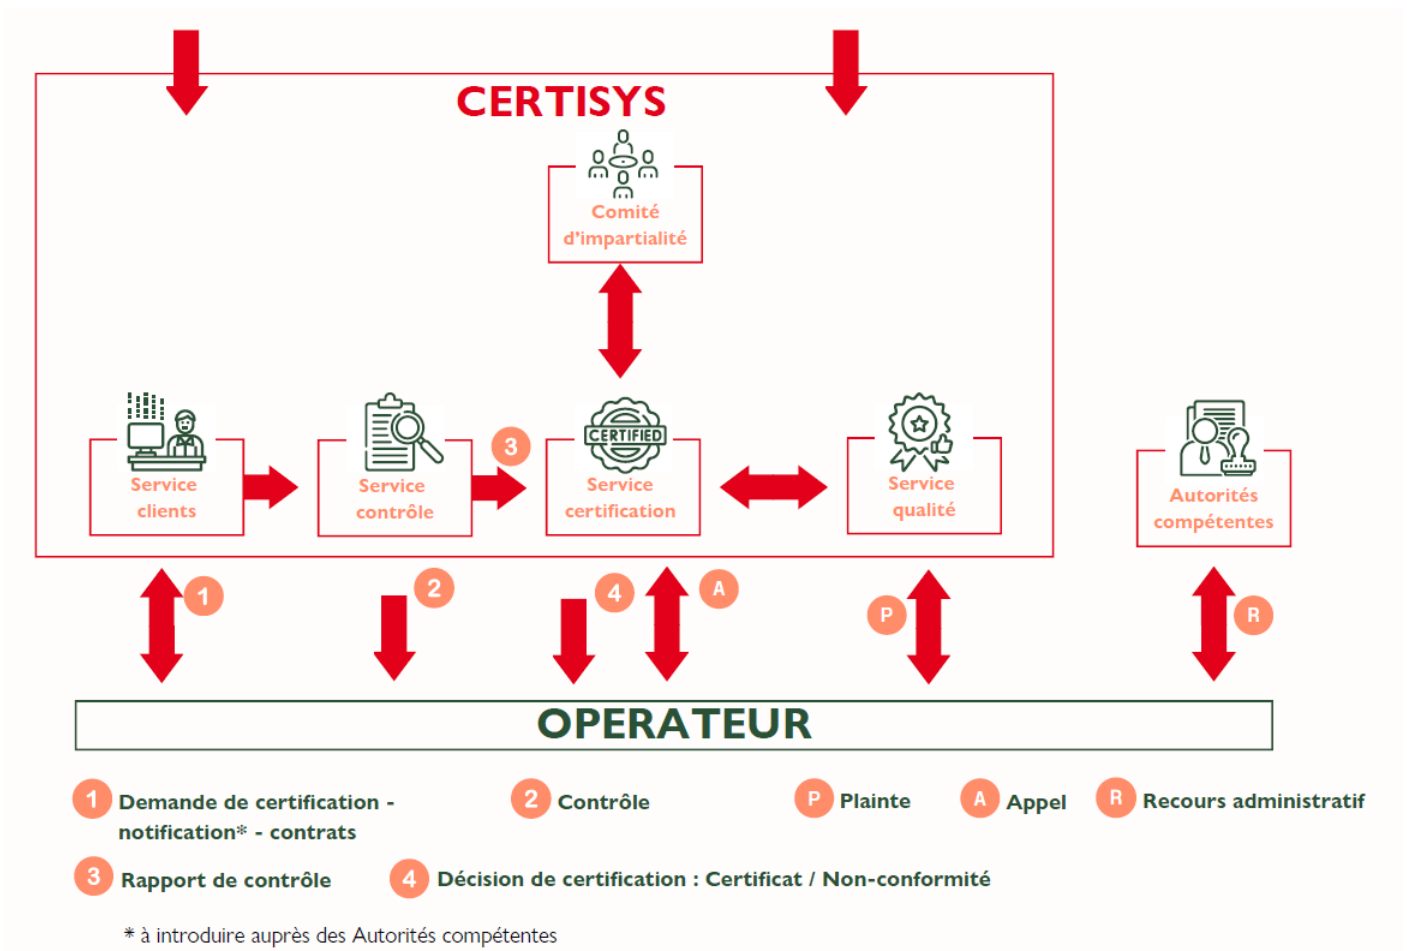 CERTISYS
Comité
d'impartialité
CERTIFIED
3
Service
clients
Service
contrôle
Service
certification
Service
qualité
Autorités
compétentes
1
2
4
A
P
R
OPERATEUR
1 Demande de certification -
notification* - contrats
2 Contrôle
P Plainte
A Appel
R Recours administratif
3 Rapport de contrôle
4 Décision de certification : Certificat / Non-conformité
* à introduire auprès des Autorités compétentes